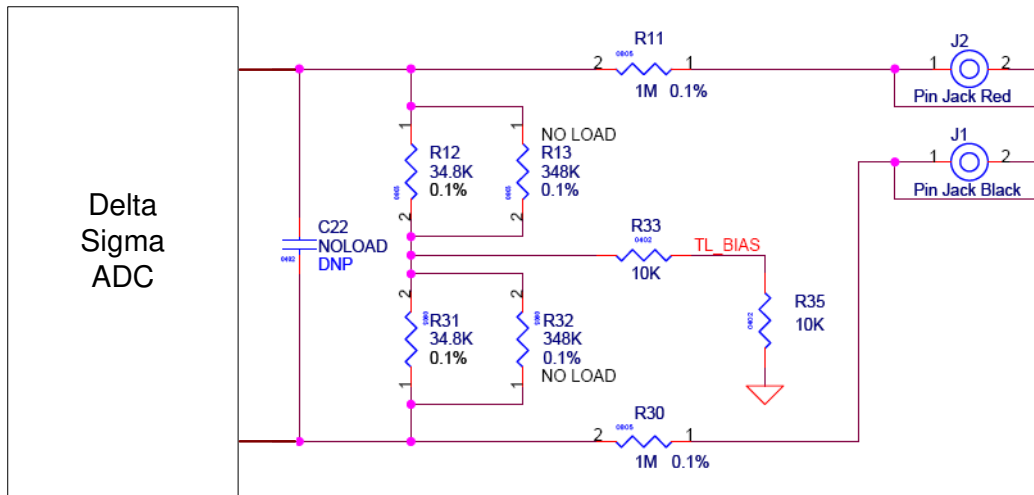 Delta
Sigma
ADC
C22
NOLOAD
DNP
0402
R11
0805
2
1
1M 0.1%
J2
1
2
Pin Jack Red
J1
1
2
Pin Jack Black
1
R12
34.8K
0.1%
2
1
NO LOAD
R13
348K
0.1%
2
R33
0402
10K
TL_BIAS
R35
10K
0402
2
R31
34.8K
0.1%
1
2
R32
348K
0.1%
NO LOAD
1
R30
0805
2
1
1M 0.1%